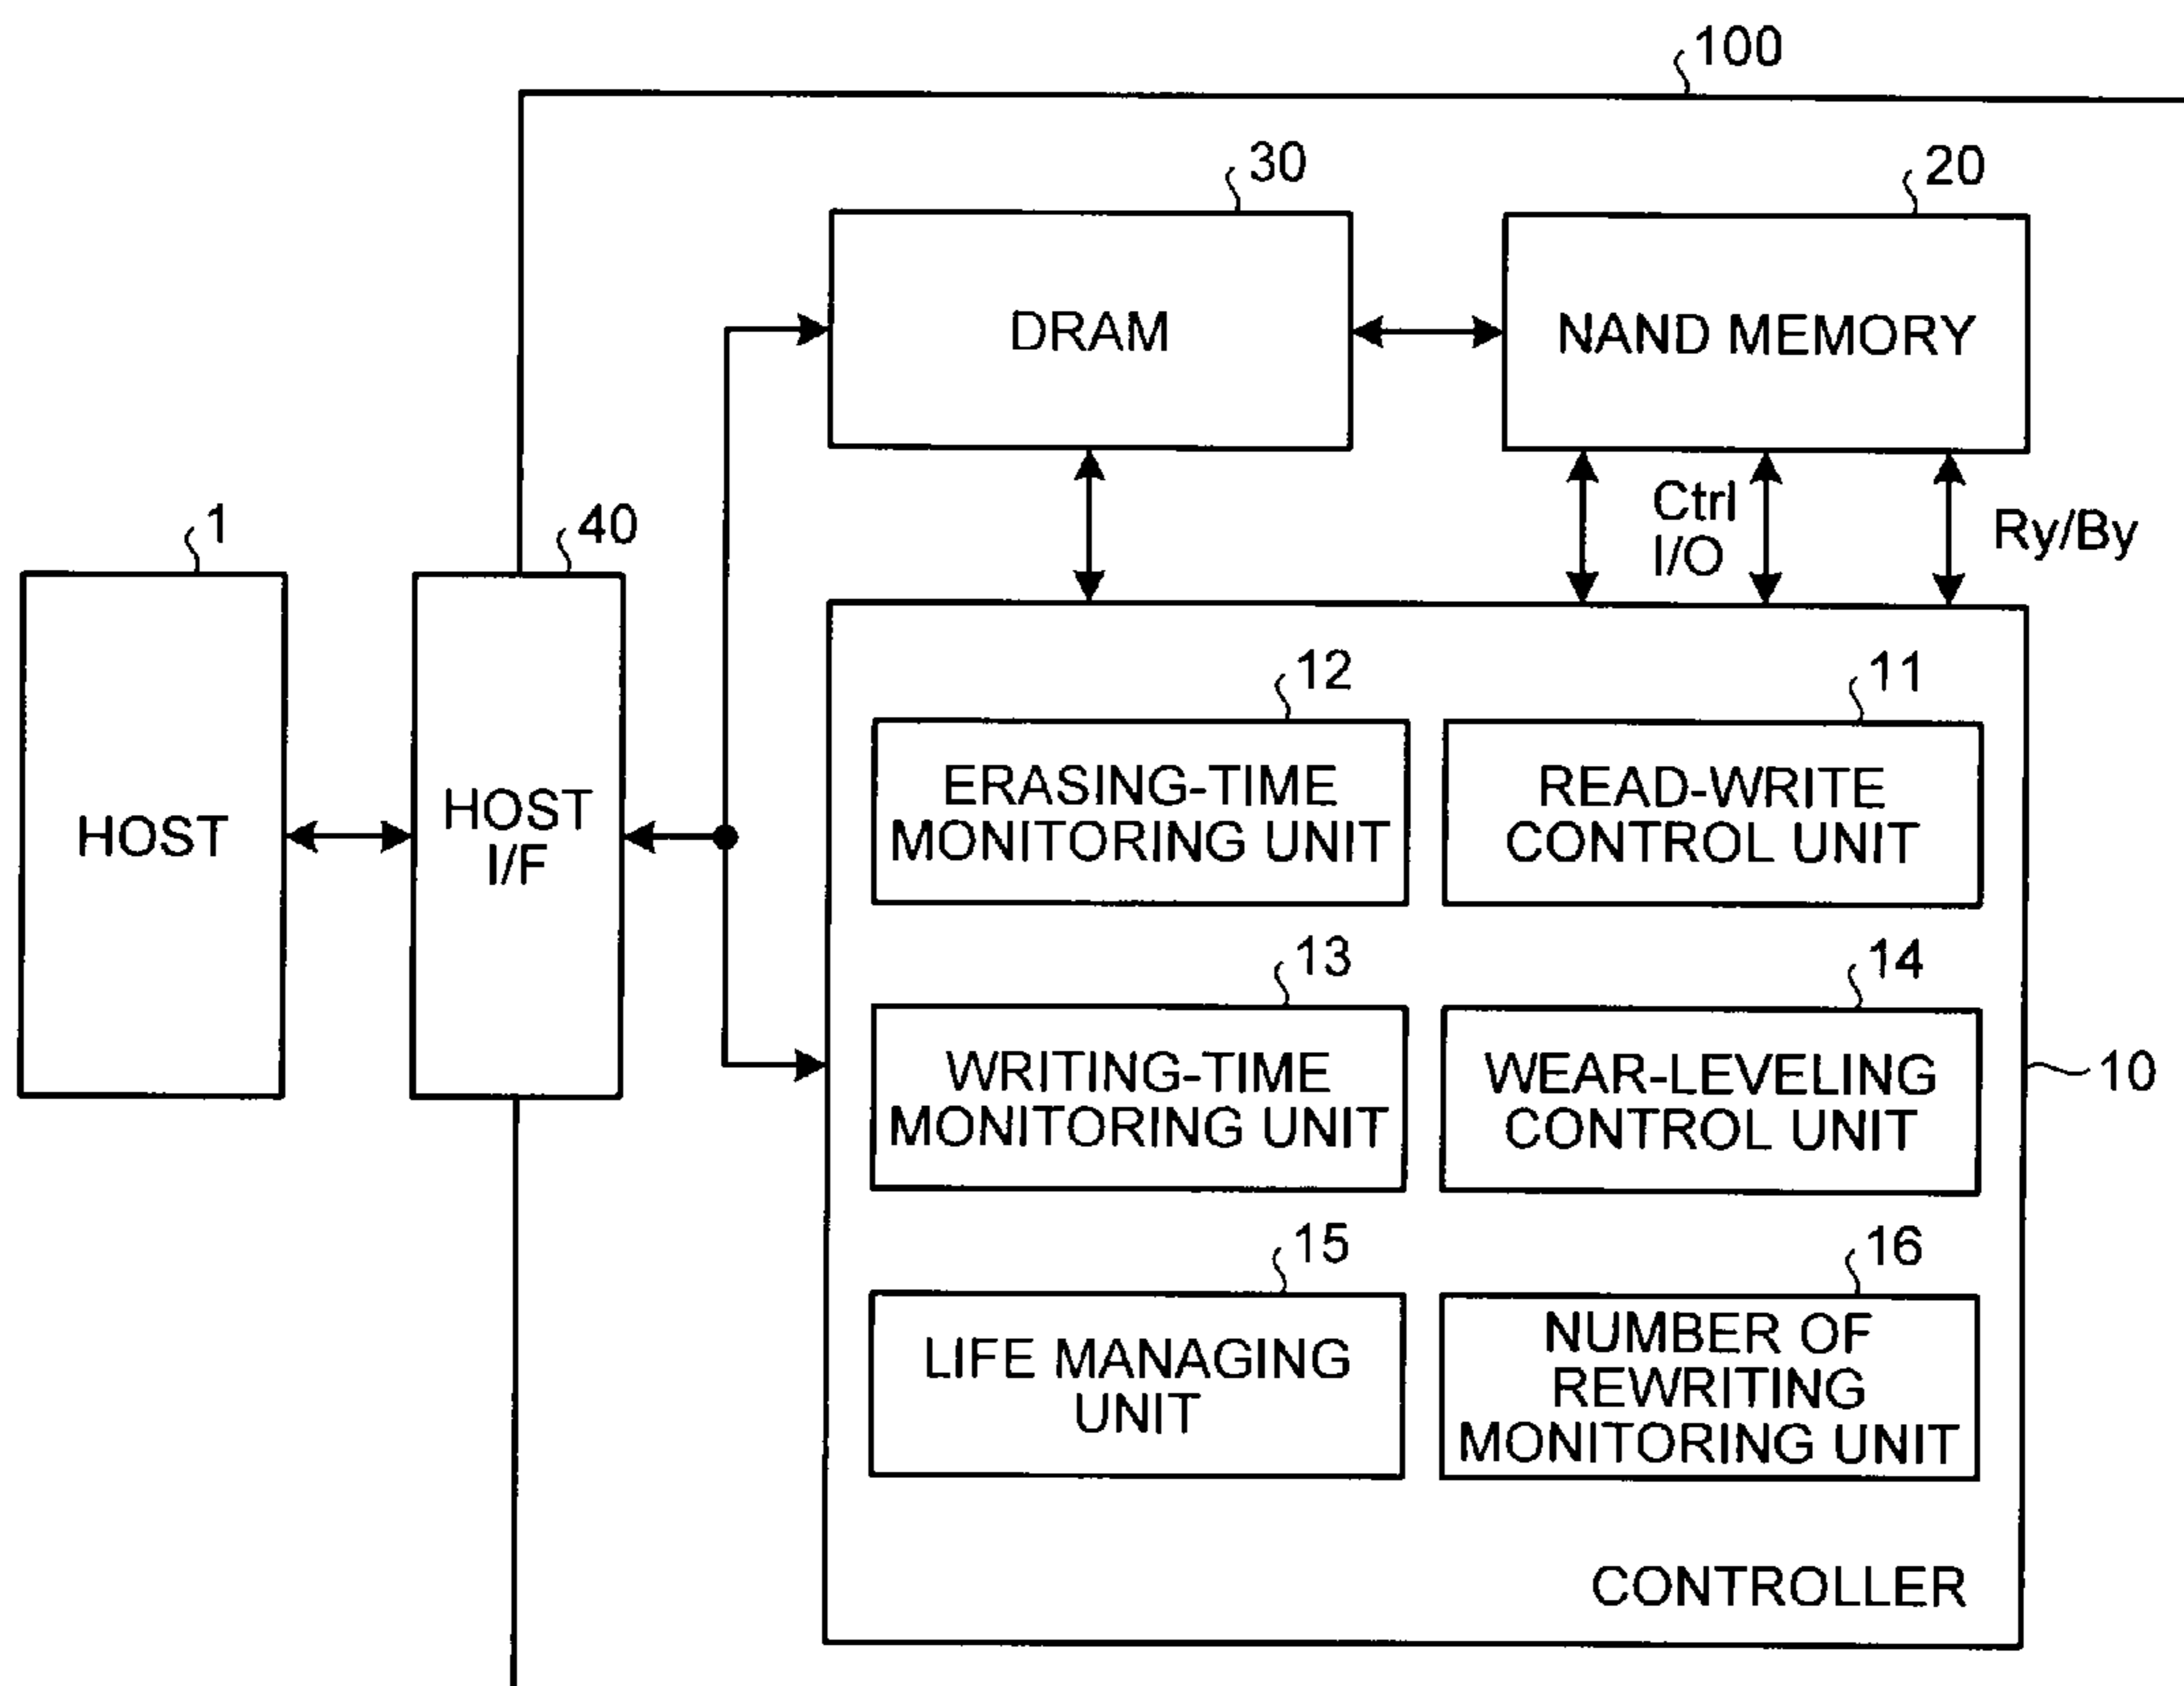 100
30
20
DRAM
NAND MEMORY
1
40
Ctrl
I/O
Ry/By
HOST
HOST
I/F
12
11
ERASING-TIME
MONITORING UNIT
READ-WRITE
CONTROL UNIT
13
14
WRITING-TIME
MONITORING UNIT
WEAR-LEVELING
CONTROL UNIT
10
15
16
LIFE MANAGING
UNIT
NUMBER OF
REWRITING
MONITORING UNIT
CONTROLLER